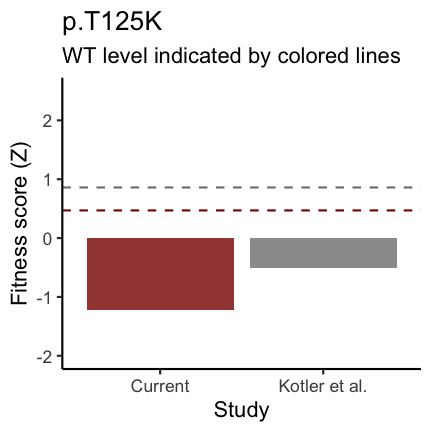 p.T125K
WT level indicated by colored lines
Fitness score (Z)
2
1
0
-1
-2
Current
Kotler et al.
Study